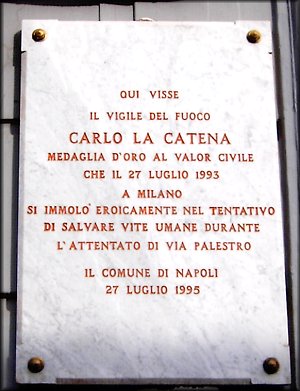 QUI VISSE
IL VIGILE DEL FUOCO
CARLO LA CATENA
MEDAGLIA D'ORO AL VALOR CIVILE
CHE IL 27 LUGLIO 1993
A MILANO
SI IMMOLO' EROICAMENTE NEL TENTATIVO
DI SALVARE VITE UMANE DURANTE
L'ATTENTATO DI VIA PALESTRO
IL COMUNE DI NAPOLI
27 LUGLIO 1995